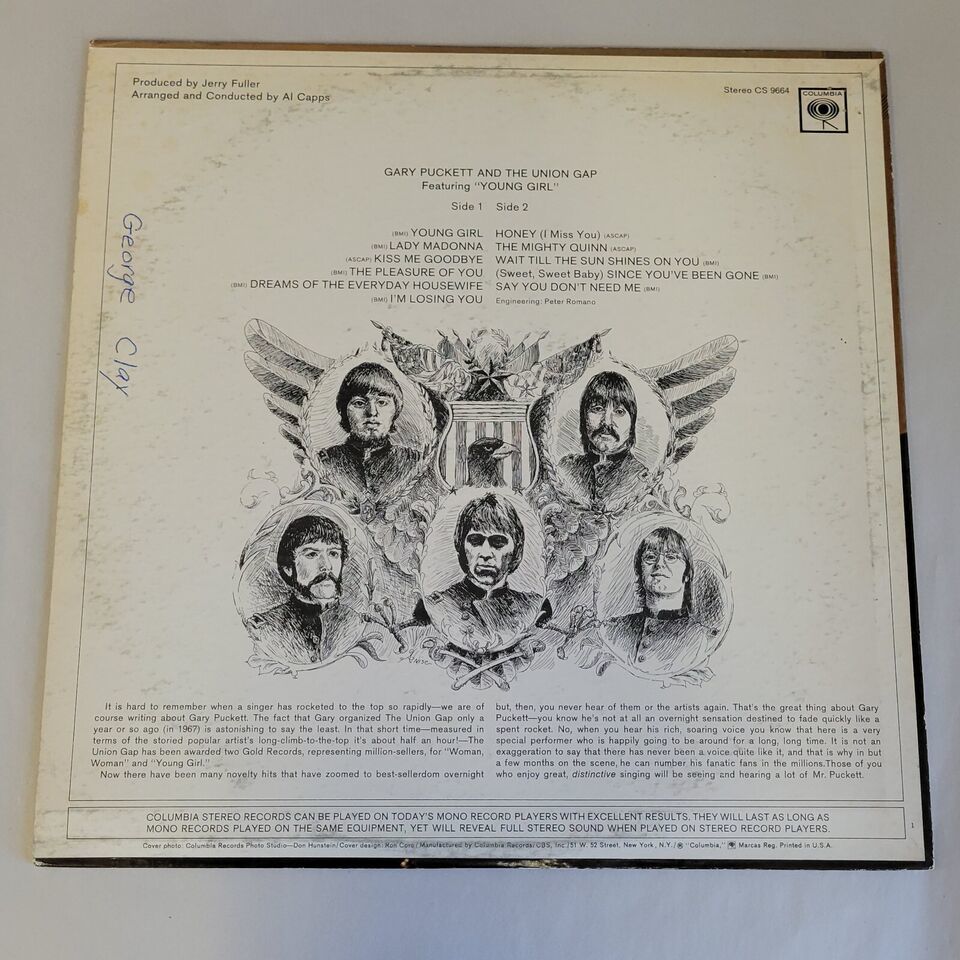 Produced by Jerry Fuller
Arranged and Conducted by Al Capps
Stereo CS 9664
COLUMBIA
GARY PUCKETT AND THE UNION GAP
Featuring "YOUNG GIRL"
Side 1 Side 2
(BMI) YOUNG GIRL
(BMI) LADY MADONNA
(ASCAP) KISS ME GOODBYE
(BMI) THE PLEASURE OF YOU
(BMI) DREAMS OF THE EVERYDAY HOUSEWIFE
(BMI) I'M LOSING YOU
HONEY (I Miss You) (ASCAP)
THE MIGHTY QUINN (ASCAP)
WAIT TILL THE SUN SHINES ON YOU (BMI)
(Sweet, Sweet Baby) SINCE YOU'VE BEEN GONE (BMI)
SAY YOU DON'T NEED ME (BMI)
Engineering: Peter Romano
George Clay
It is hard to remember when a singer has rocketed to the top so rapidly—we are of
course writing about Gary Puckett. The fact that Gary organized The Union Gap only a
year or so ago (in 1967) is astonishing to say the least. In that short time—measured in
terms of the storied popular artist's long-climb-to-the-top it's about half an hour!—The
Union Gap has been awarded two Gold Records, representing million-sellers, for "Woman,
Woman" and "Young Girl."
Now there have been many novelty hits that have zoomed to best-sellerdom overnight
but, then, you never hear of them or the artists again. That's the great thing about Gary
Puckett—you know he's not at all an overnight sensation destined to fade quickly like a
spent rocket. No, when you hear his rich, soaring voice you know that here is a very
special performer who is happily going to be around for a long, long time. It is not an
exaggeration to say that there has never been a voice quite like it, and that is why in but
a few months on the scene, he can number his fanatic fans in the millions.Those of you
who enjoy great, distinctive singing will be seeing and hearing a lot of Mr. Puckett.
COLUMBIA STEREO RECORDS CAN BE PLAYED ON TODAY'S MONO RECORD PLAYERS WITH EXCELLENT RESULTS. THEY WILL LAST AS LONG AS
MONO RECORDS PLAYED ON THE SAME EQUIPMENT, YET WILL REVEAL FULL STEREO SOUND WHEN PLAYED ON STEREO RECORD PLAYERS.
1
Cover photo: Columbia Records Photo Studio—Don Hunstein/Cover design: Ron Coro/Manufactured by Columbia Records/CBS, Inc./51 W. 52 Street, New York, N.Y./® "Columbia," Marcas Reg. Printed in U.S.A.